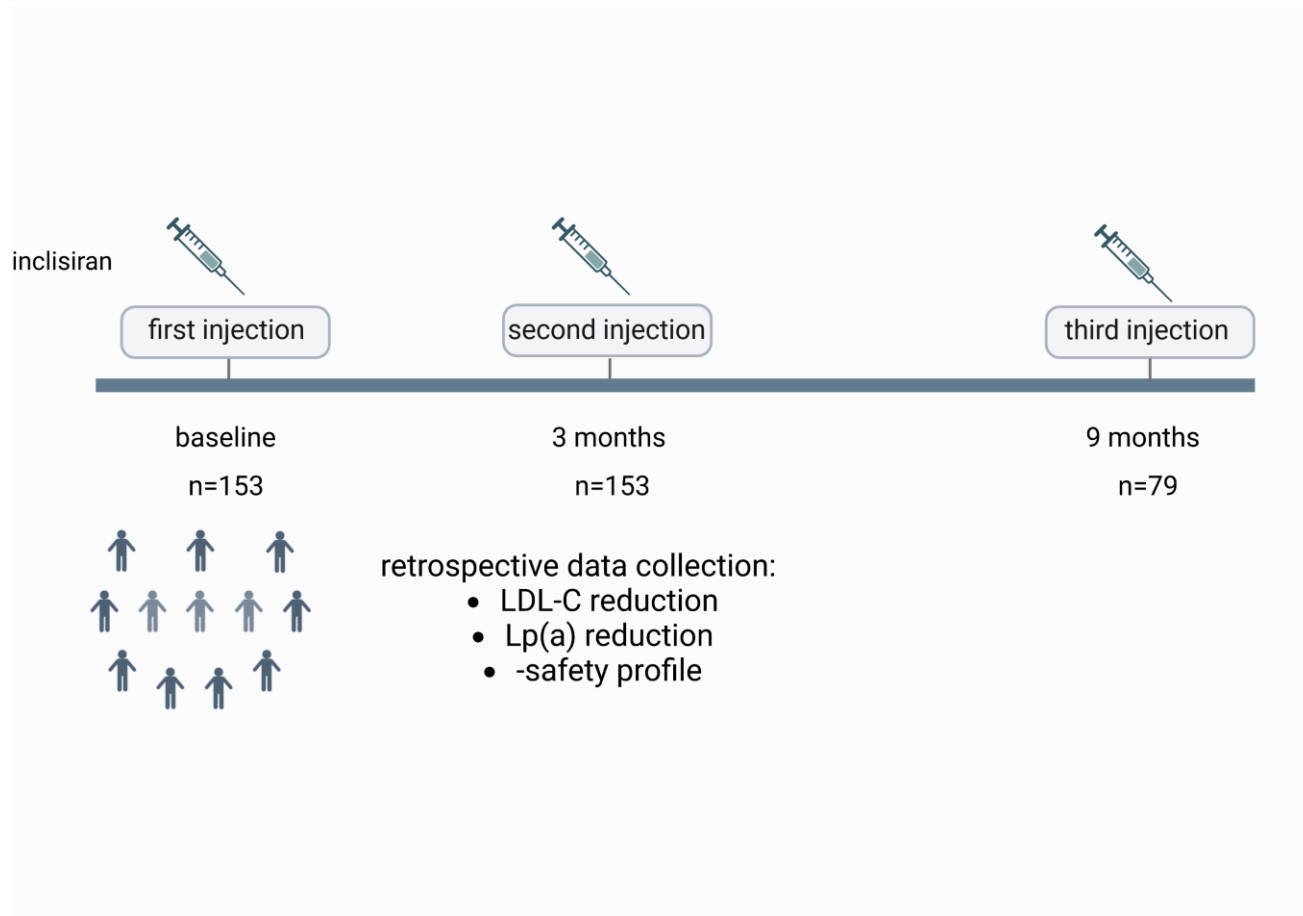 inclisiran
first injection
second injection
third injection
baseline
3 months
9 months
n=153
n=153
n=79
retrospective data collection:
• LDL-C reduction
• Lp(a) reduction
• -safety profile